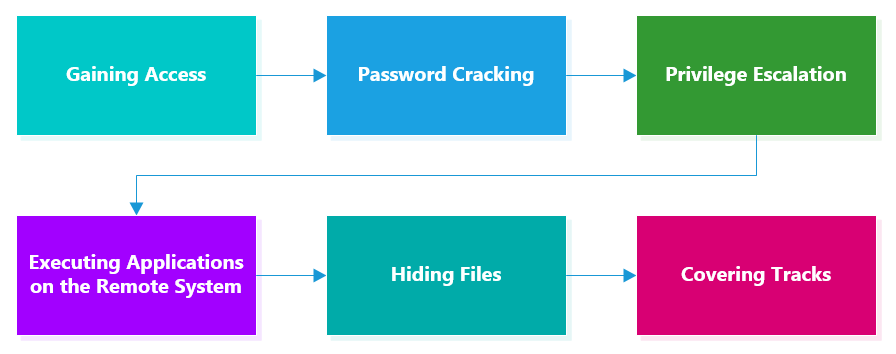 Gaining Access
Password Cracking
Privilege Escalation
Executing Applications
on the Remote System
Hiding Files
Covering Tracks